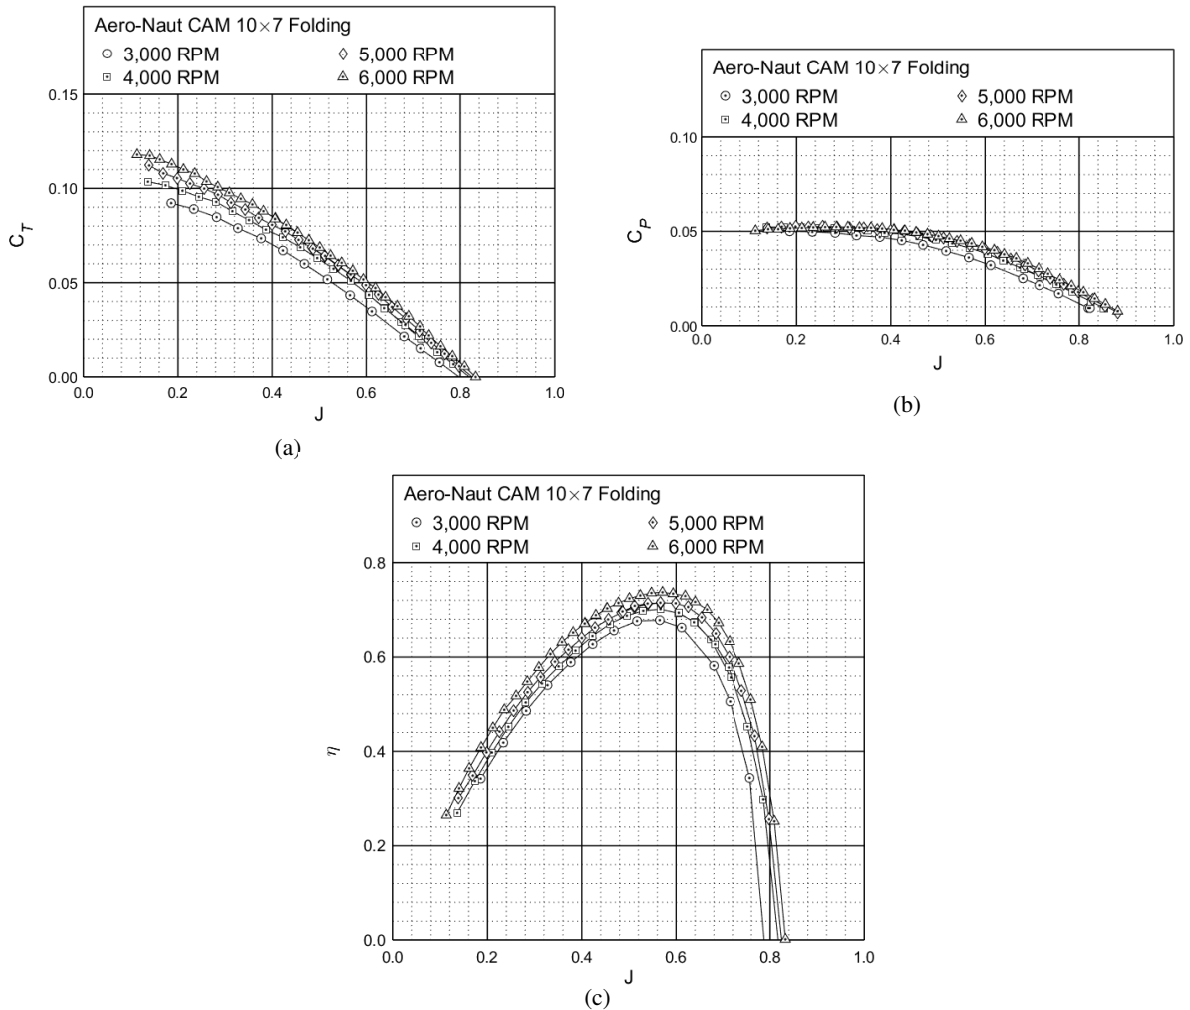 Aero-Naut CAM 10×7 Folding
3,000 RPM
5,000 RPM
4,000 RPM
6,000 RPM
0.15
0.10
0.05
0.00
C_T
0.0 0.2 0.4 0.6 0.8 1.0
J
(a)
Aero-Naut CAM 10×7 Folding
3,000 RPM
5,000 RPM
4,000 RPM
6,000 RPM
0.10
0.05
0.00
C_P
0.0 0.2 0.4 0.6 0.8 1.0
J
(b)
Aero-Naut CAM 10×7 Folding
3,000 RPM
5,000 RPM
4,000 RPM
6,000 RPM
0.8
0.6
0.4
0.2
0.0
η
0.0 0.2 0.4 0.6 0.8 1.0
J
(c)